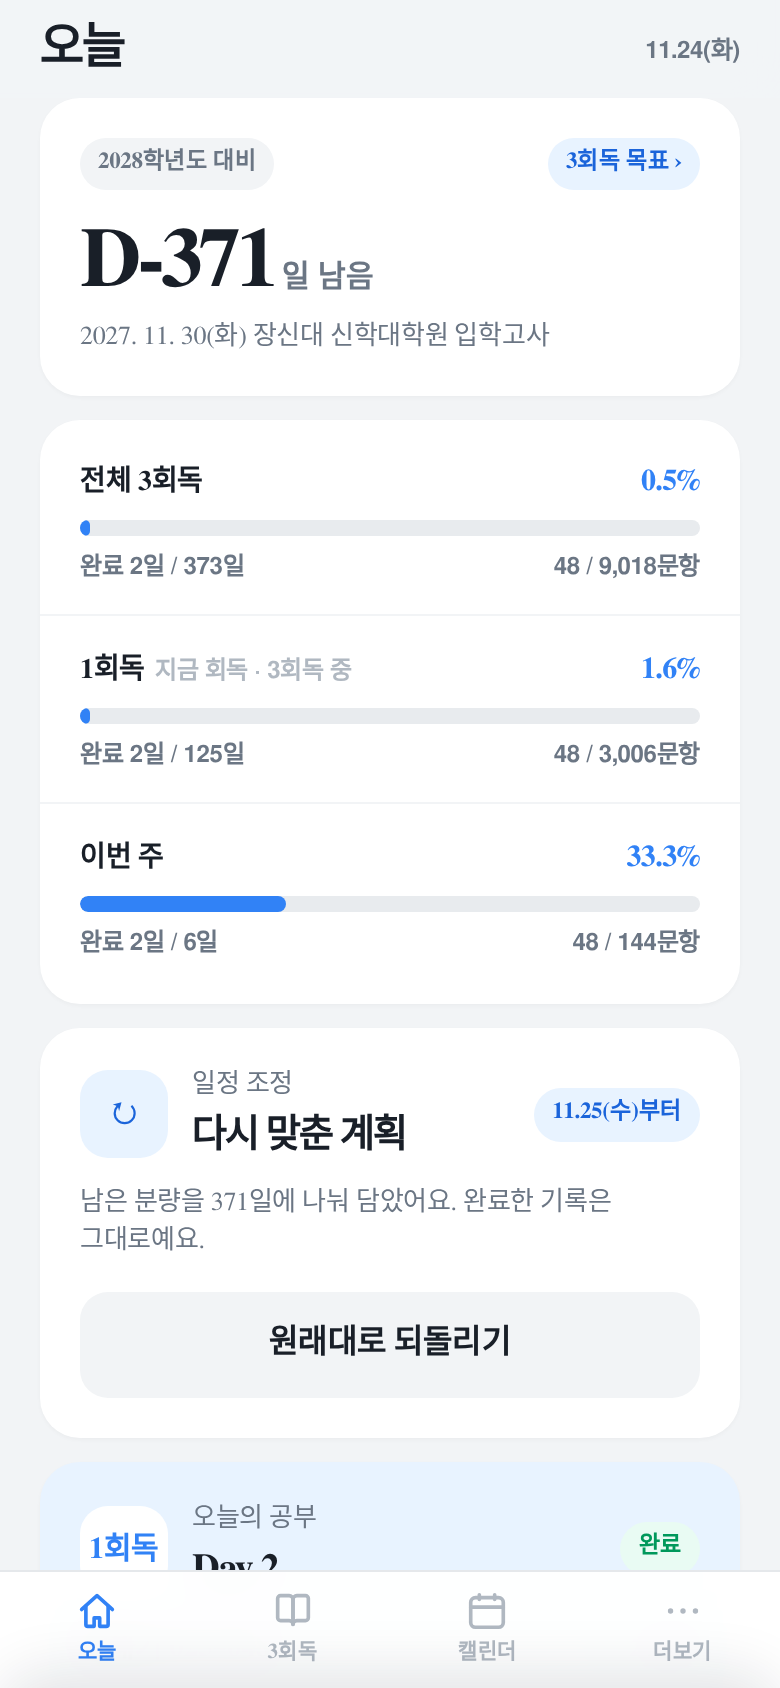 오늘
11.24(화)
2028학년도 대비
3회독 목표 ›
D-371일 남음
2027. 11. 30(화) 장신대 신학대학원 입학고사
전체 3회독
0.5%
완료 2일 / 373일
48 / 9,018문항
1회독 지금 회독 · 3회독 중
1.6%
완료 2일 / 125일
48 / 3,006문항
이번 주
33.3%
완료 2일 / 6일
48 / 144문항
일정 조정
다시 맞춘 계획
11.25(수)부터
남은 분량을 371일에 나눠 담았어요. 완료한 기록은
그대로예요.
원래대로 되돌리기
1회독
오늘의 공부
Day 2
완료
오늘
3회독
캘린더
더보기